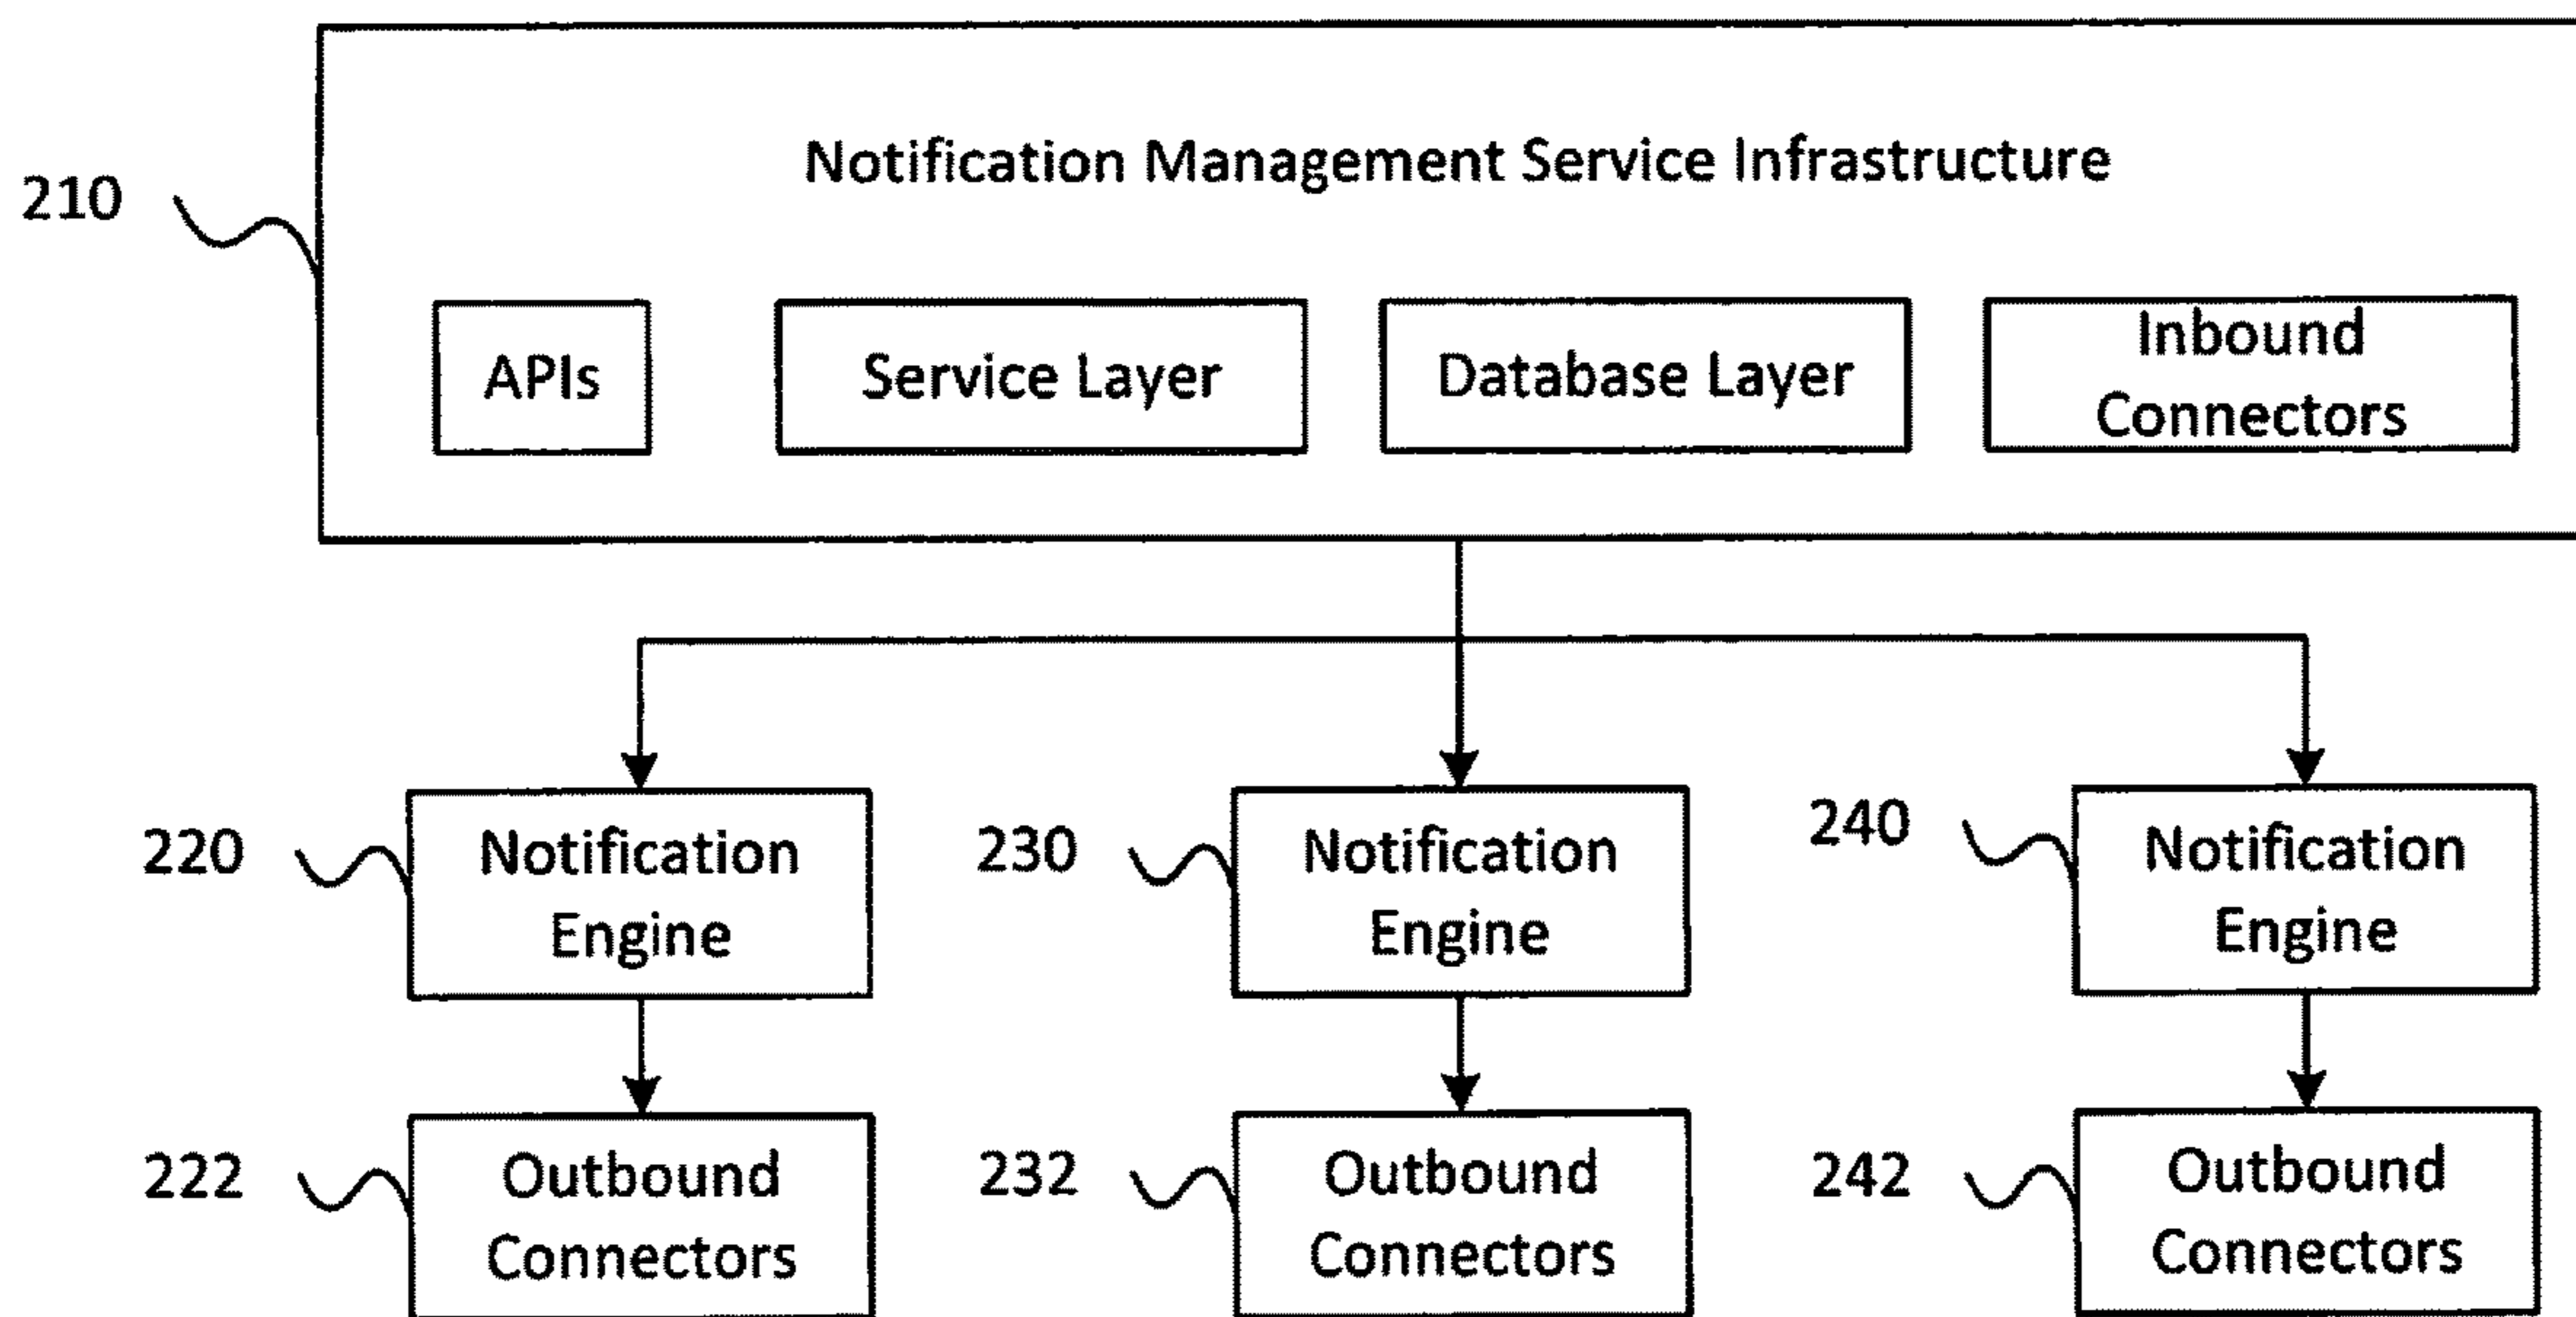 Notification Management Service Infrastructure
210
APIs
Service Layer
Database Layer
Inbound
Connectors
220
Notification
Engine
230
Notification
Engine
240
Notification
Engine
222
Outbound
Connectors
232
Outbound
Connectors
242
Outbound
Connectors